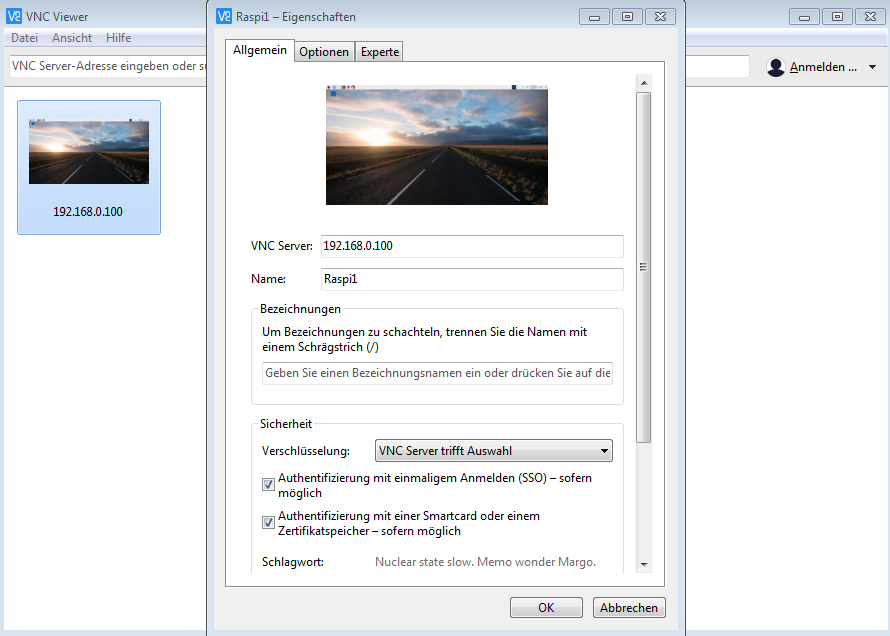 VNC Viewer
Datei Ansicht Hilfe
VNC Server-Adresse eingeben oder su
Anmelden ...
192.168.0.100
Raspi1 – Eigenschaften
Allgemein Optionen Experte
VNC Server: 192.168.0.100
Name: Raspi1
Bezeichnungen
Um Bezeichnungen zu schachteln, trennen Sie die Namen mit
einem Schrägstrich (/)
Geben Sie einen Bezeichnungsnamen ein oder drücken Sie auf die
Sicherheit
Verschlüsselung: VNC Server trifft Auswahl
Authentifizierung mit einmaligem Anmelden (SSO) – sofern
möglich
Authentifizierung mit einer Smartcard oder einem
Zertifikatspeicher – sofern möglich
Schlagwort: Nuclear state slow. Memo wonder Margo.
OK Abbrechen